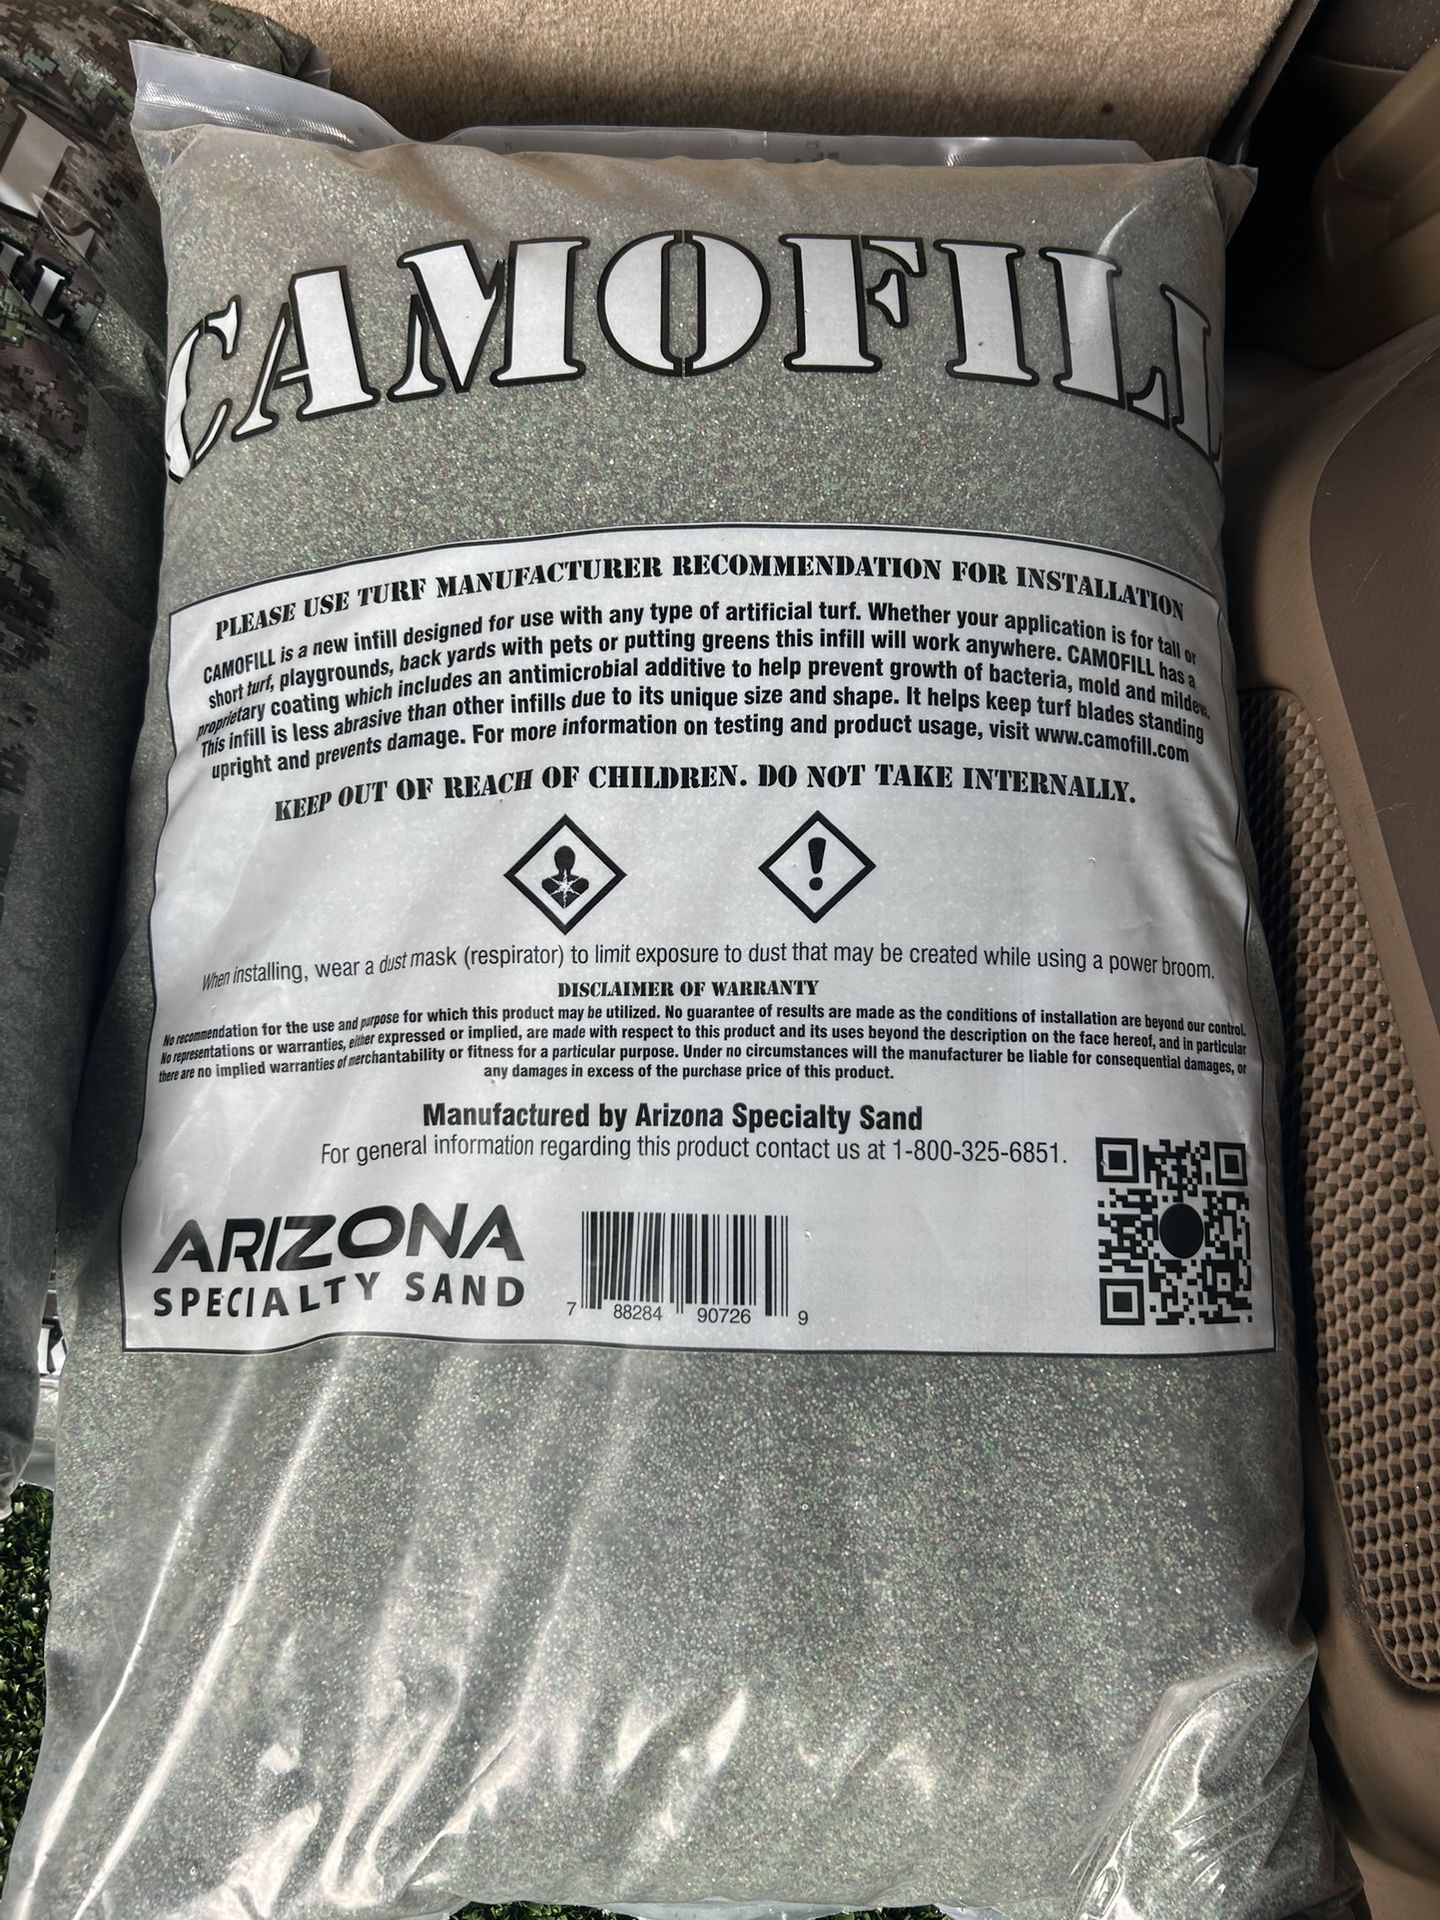 CAMOFILL
PLEASE USE TURF MANUFACTURER RECOMMENDATION FOR INSTALLATION
CAMOFILL is a new infill designed for use with any type of artificial turf. Whether your application is for tall or
short turf, playgrounds, back yards with pets or putting greens this infill will work anywhere. CAMOFILL has a
proprietary coating which includes an antimicrobial additive to help prevent growth of bacteria, mold and mildew.
This infill is less abrasive than other infills due to its unique size and shape. It helps keep turf blades standing
upright and prevents damage. For more information on testing and product usage, visit www.camofill.com
KEEP OUT OF REACH OF CHILDREN. DO NOT TAKE INTERNALLY.
When installing, wear a dust mask (respirator) to limit exposure to dust that may be created while using a power broom.
DISCLAIMER OF WARRANTY
No recommendation for the use and purpose for which this product may be utilized. No guarantee of results are made as the conditions of installation are beyond our control.
No representations or warranties, either expressed or implied, are made with respect to this product and its uses beyond the description on the face hereof, and in particular
there are no implied warranties of merchantability or fitness for a particular purpose. Under no circumstances will the manufacturer be liable for consequential damages, or
any damages in excess of the purchase price of this product.
Manufactured by Arizona Specialty Sand
For general information regarding this product contact us at 1-800-325-6851.
ARIZONA
SPECIALTY SAND
7 88284 90726 9